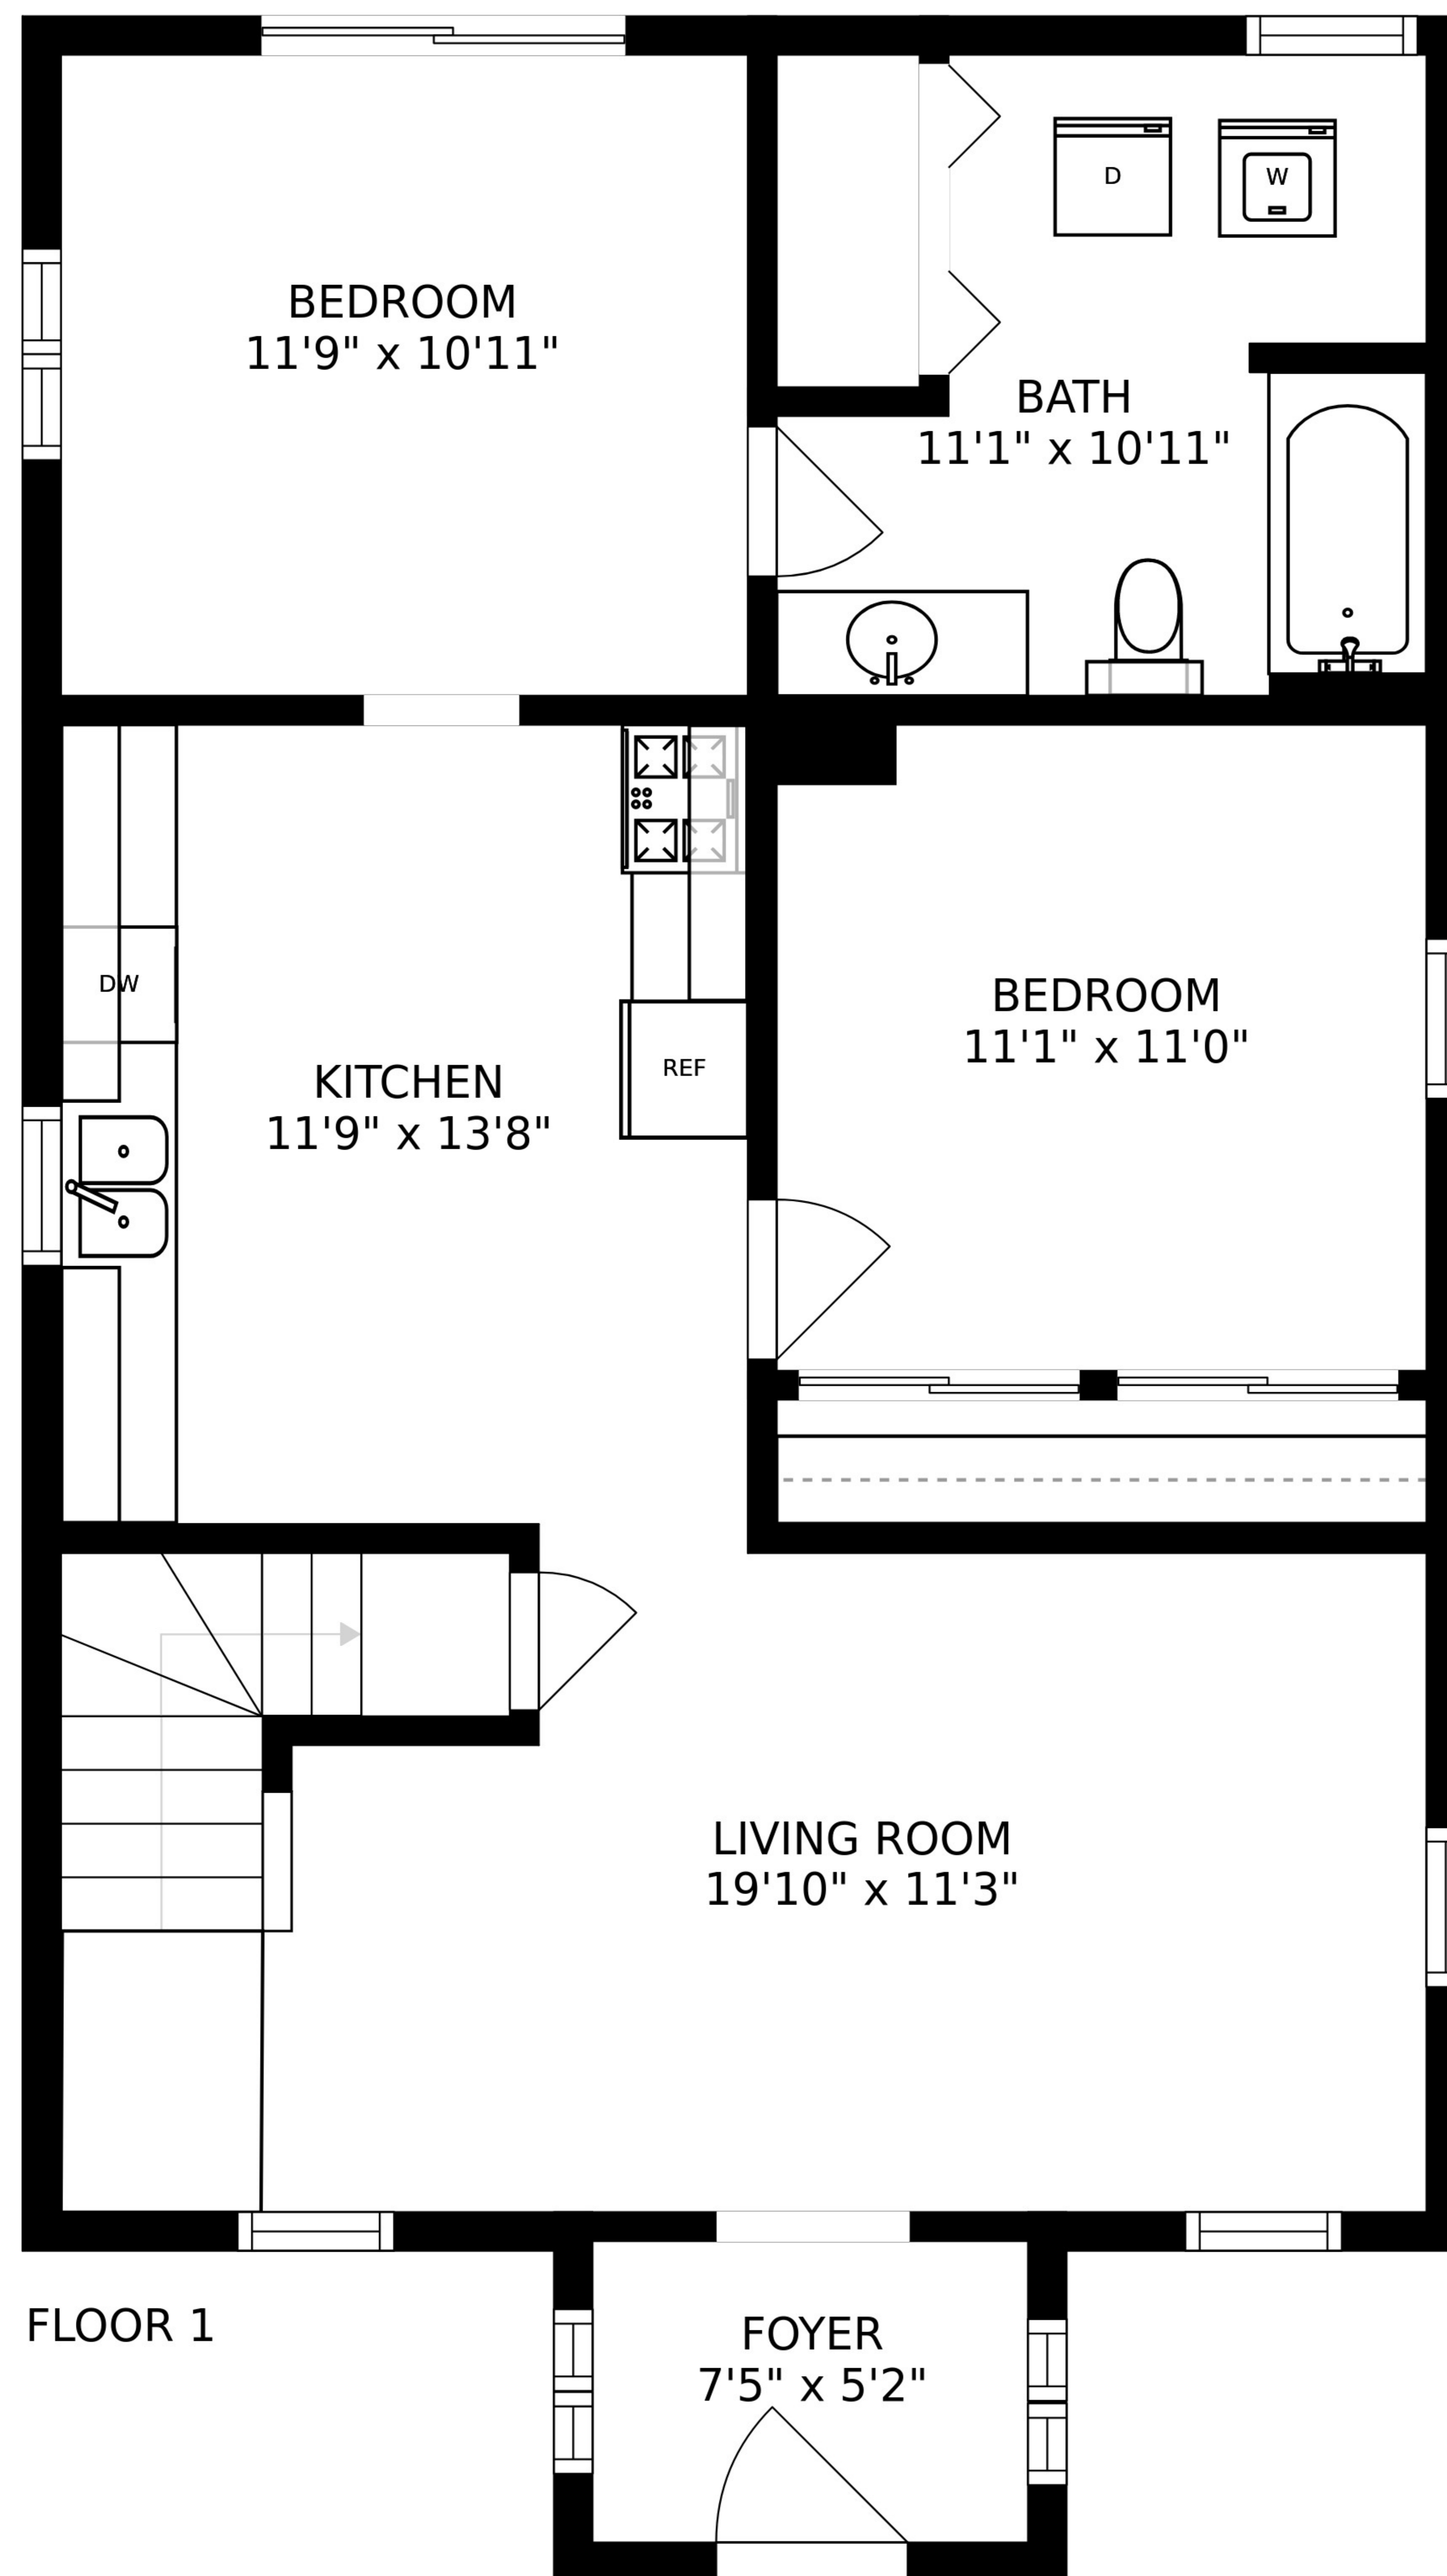 D
W
BEDROOM
11'9" x 10'11"
BATH
11'1" x 10'11"
DW
BEDROOM
11'1" x 11'0"
REF
KITCHEN
11'9" x 13'8"
LIVING ROOM
19'10" x 11'3"
FLOOR 1
FOYER
7'5" x 5'2"